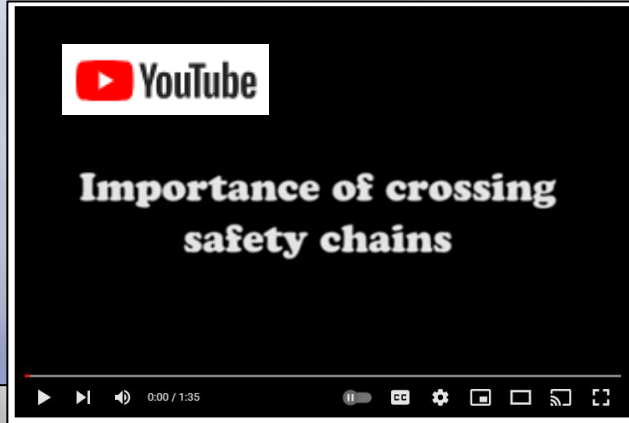 YouTube
Importance of crossing
safety chains
0:00 / 1:35
CC